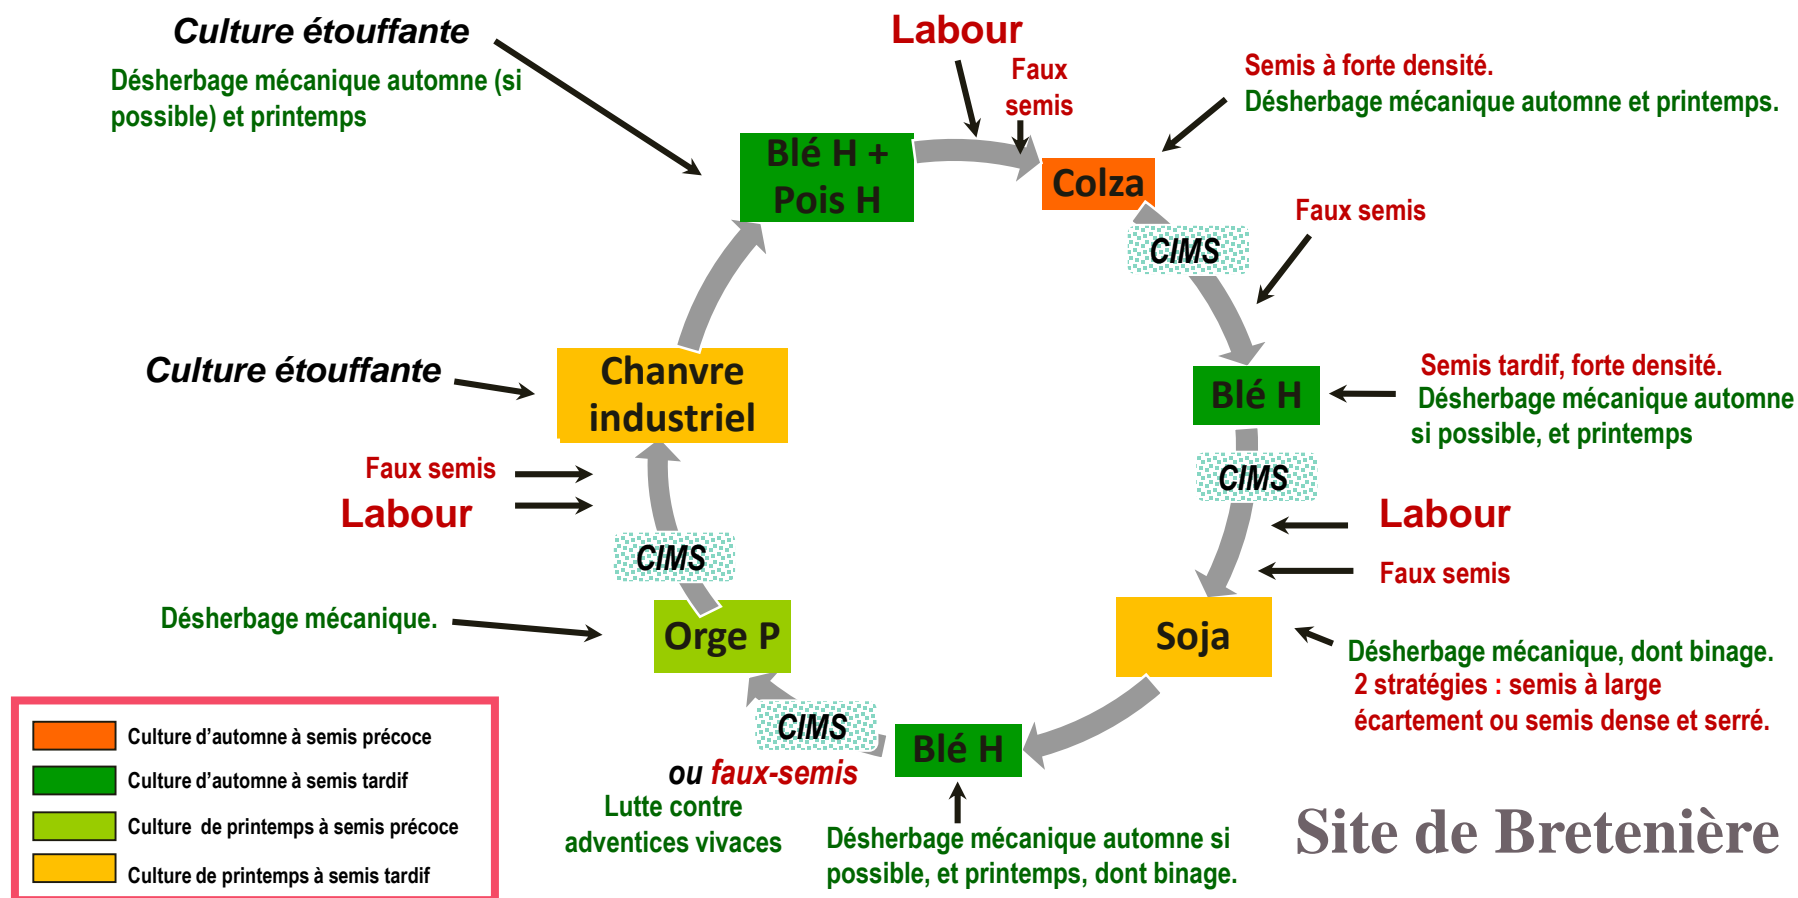 Culture étouffante
Désherbage mécanique automne (si
possible) et printemps
Labour
Faux
semis
Semis à forte densité.
Désherbage mécanique automne et printemps.
Blé H +
Pois H
Colza
CIMS
Faux semis
Culture étouffante
Chanvre
industriel
Blé H
Semis tardif, forte densité.
Désherbage mécanique automne
si possible, et printemps
Faux semis
Labour
CIMS
Labour
Faux semis
CIMS
Désherbage mécanique.
Orge P
Soja
Désherbage mécanique, dont binage.
2 stratégies : semis à large
écartement ou semis dense et serré.
CIMS
ou faux-semis
Lutte contre
adventices vivaces
Blé H
Désherbage mécanique automne si
possible, et printemps, dont binage.
Culture d'automne à semis précoce
Culture d'automne à semis tardif
Culture de printemps à semis précoce
Culture de printemps à semis tardif
Site de Bretenière